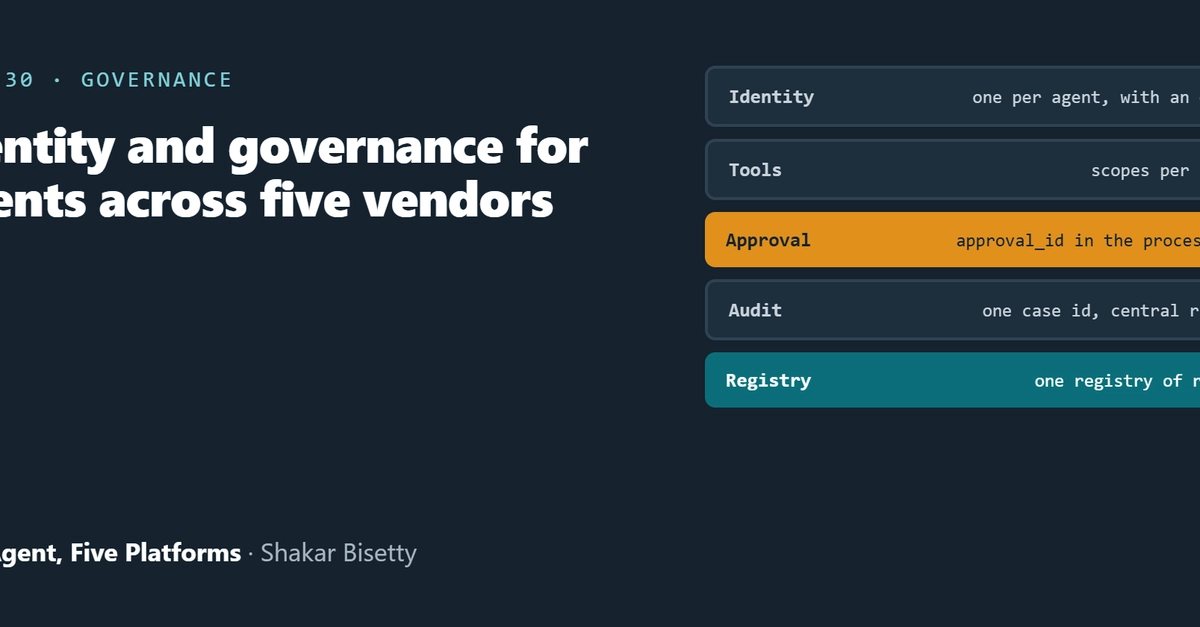 30 · GOVERNANCE
entity and governance for
ents across five vendors
Identity one per agent, with an
Tools scopes per
Approval approval_id in the proces
Audit one case id, central r
Registry one registry of r
gent, Five Platforms · Shakar Bisetty